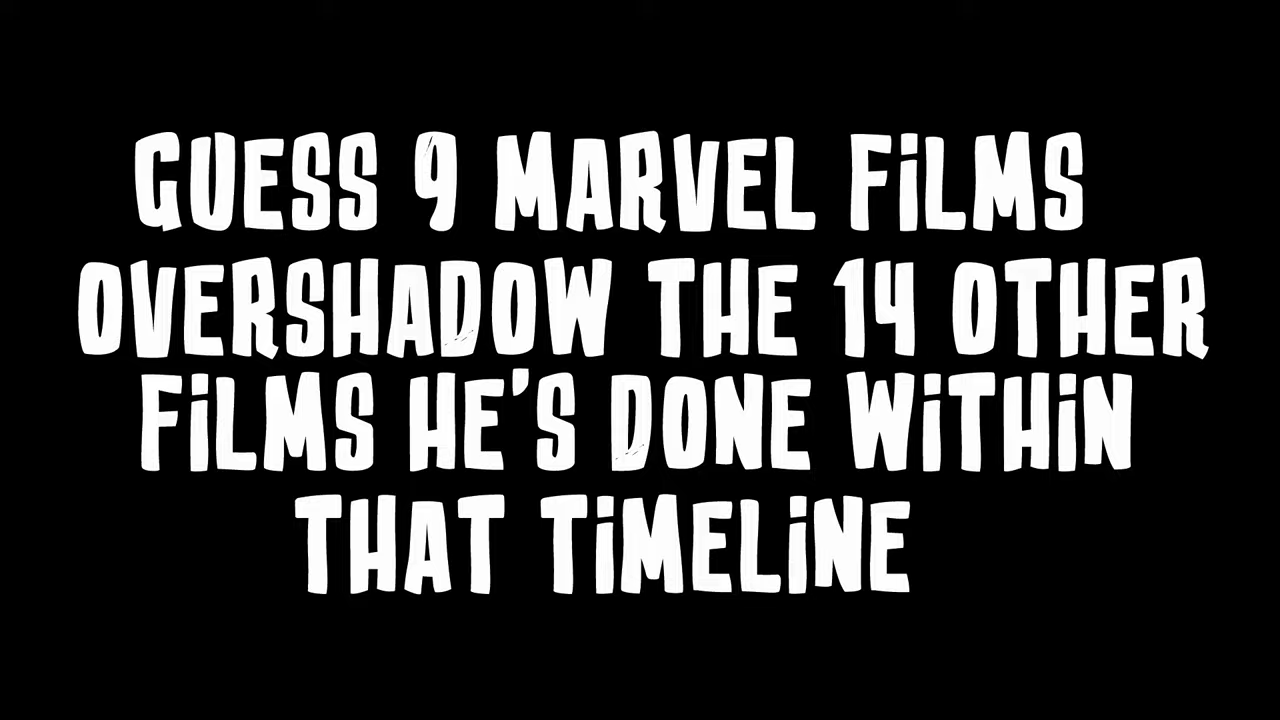 GUESS 9 MARVEL FiLMS
OVERSHADOW THE 14 OTHER
FiLMS HE'S DONE WiTHiN
THAT TiMELiNE